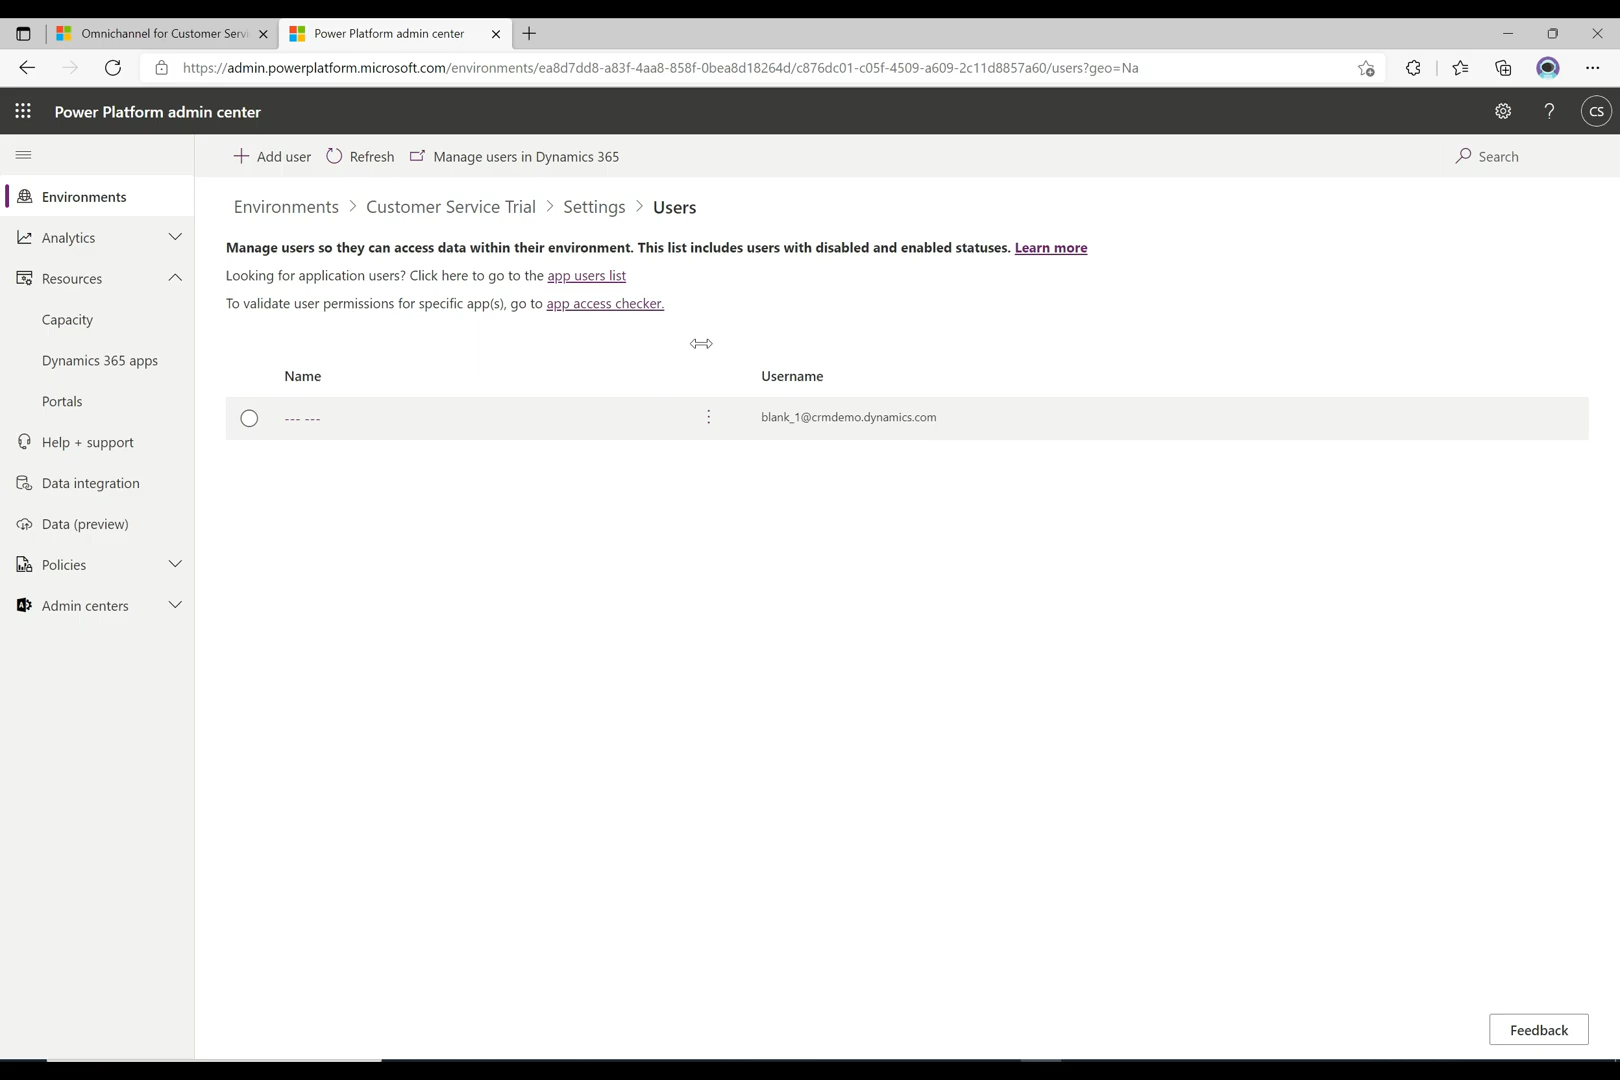 Omnichannel for Customer Servi
Power Platform admin center
https://admin.powerplatform.microsoft.com/environments/ea8d7dd8-a83f-4aa8-858f-0bea8d18264d/c876dc01-c05f-4509-a609-2c11d8857a60/users?geo=Na
Power Platform admin center
? CS
Add user Refresh Manage users in Dynamics 365 Search
Environments
Analytics
Resources
Capacity
Dynamics 365 apps
Portals
Help + support
Data integration
Data (preview)
Policies
Admin centers
Environments > Customer Service Trial > Settings > Users
Manage users so they can access data within their environment. This list includes users with disabled and enabled statuses. Learn more
Looking for application users? Click here to go to the app users list
To validate user permissions for specific app(s), go to app access checker.
Name Username
--- --- blank_1@crmdemo.dynamics.com
Feedback